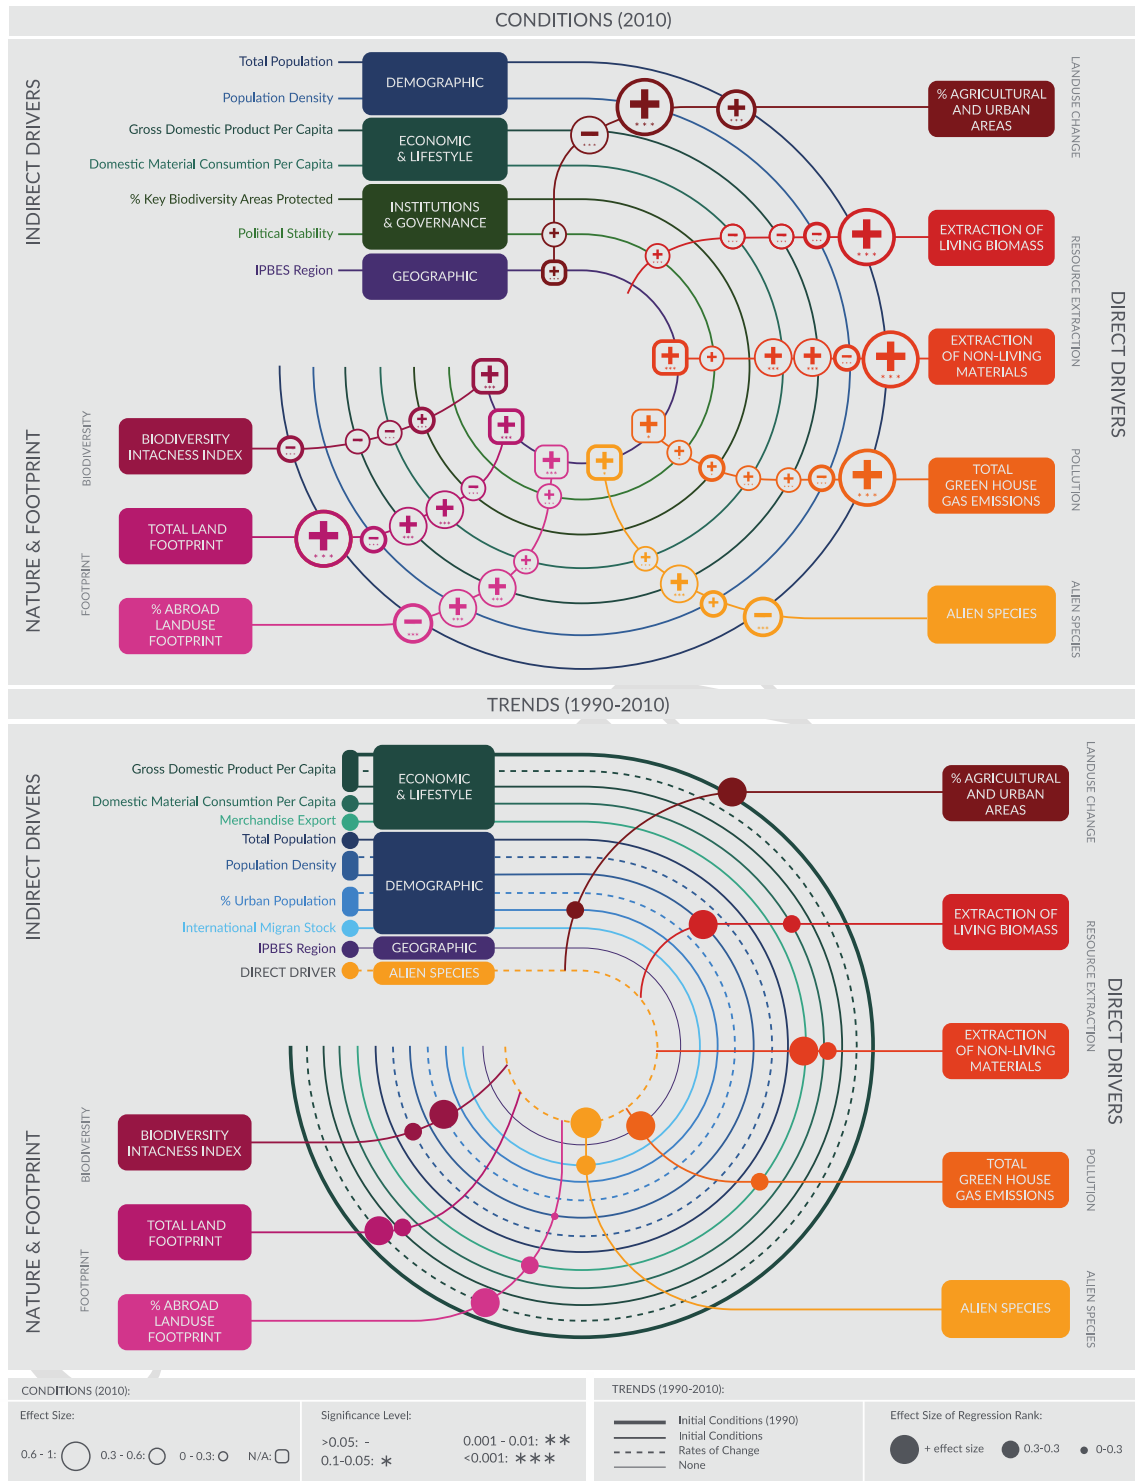 CONDITIONS (2010)
INDIRECT DRIVERS
Total Population
Population Density
Gross Domestic Product Per Capita
Domestic Material Consumtion Per Capita
% Key Biodiversity Areas Protected
Political Stability
IPBES Region
DEMOGRAPHIC
ECONOMIC
& LIFESTYLE
INSTITUTIONS
& GOVERNANCE
GEOGRAPHIC
% AGRICULTURAL
AND URBAN
AREAS
LANDUSE CHANGE
EXTRACTION OF
LIVING BIOMASS
EXTRACTION
OF NON-LIVING
MATERIALS
RESOURCE EXTRACTION
DIRECT DRIVERS
TOTAL
GREEN HOUSE
GAS EMISSIONS
POLLUTION
ALIEN SPECIES
ALIEN SPECIES
NATURE & FOOTPRINT
BIODIVERSITY
BIODIVERSITY
INTACNESS INDEX
FOOTPRINT
TOTAL LAND
FOOTPRINT
% ABROAD
LANDUSE
FOOTPRINT
TRENDS (1990-2010)
INDIRECT DRIVERS
Gross Domestic Product Per Capita
Domestic Material Consumtion Per Capita
Merchandise Export
Total Population
Population Density
% Urban Population
International Migran Stock
IPBES Region
DIRECT DRIVER
ECONOMIC
& LIFESTYLE
DEMOGRAPHIC
GEOGRAPHIC
ALIEN SPECIES
% AGRICULTURAL
AND URBAN
AREAS
LANDUSE CHANGE
EXTRACTION OF
LIVING BIOMASS
EXTRACTION
OF NON-LIVING
MATERIALS
RESOURCE EXTRACTION
DIRECT DRIVERS
TOTAL
GREEN HOUSE
GAS EMISSIONS
POLLUTION
ALIEN SPECIES
ALIEN SPECIES
NATURE & FOOTPRINT
BIODIVERSITY
BIODIVERSITY
INTACNESS INDEX
FOOTPRINT
TOTAL LAND
FOOTPRINT
% ABROAD
LANDUSE
FOOTPRINT
CONDITIONS (2010):
Effect Size:
0.6 - 1:
0.3 - 0.6:
0 - 0.3:
N/A:
Significance Level:
>0.05: -
0.1-0.05: *
0.001 - 0.01: **
<0.001: ***
TRENDS (1990-2010):
Initial Conditions (1990)
Initial Conditions
Rates of Change
None
Effect Size of Regression Rank:
+ effect size
0.3-0.3
0-0.3